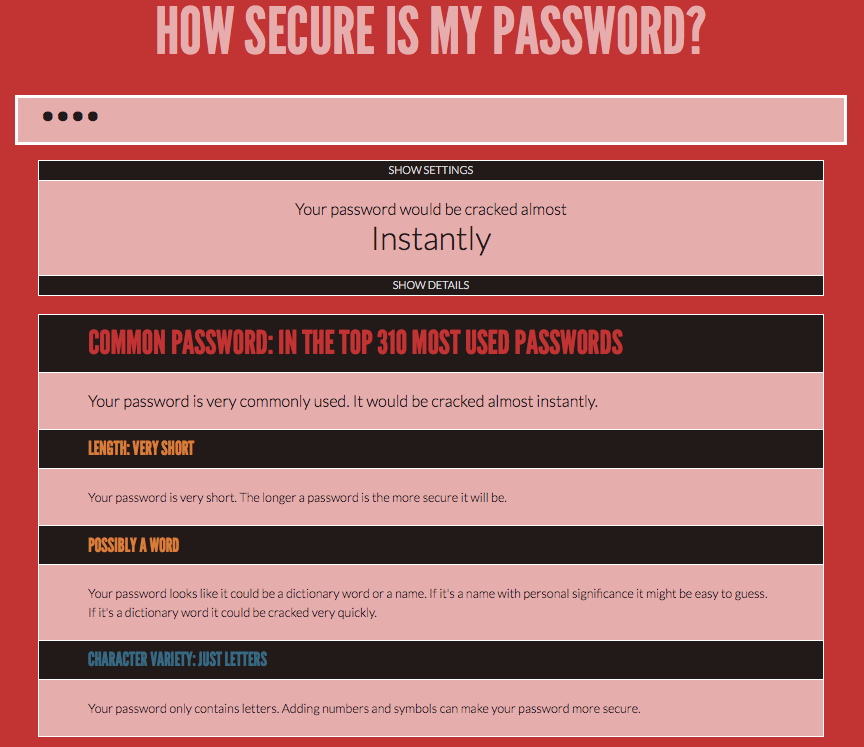 HOW SECURE IS MY PASSWORD?
••••
SHOW SETTINGS
Your password would be cracked almost
Instantly
SHOW DETAILS
COMMON PASSWORD: IN THE TOP 310 MOST USED PASSWORDS
Your password is very commonly used. It would be cracked almost instantly.
LENGTH: VERY SHORT
Your password is very short. The longer a password is the more secure it will be.
POSSIBLY A WORD
Your password looks like it could be a dictionary word or a name. If it's a name with personal significance it might be easy to guess.
If it's a dictionary word it could be cracked very quickly.
CHARACTER VARIETY: JUST LETTERS
Your password only contains letters. Adding numbers and symbols can make your password more secure.